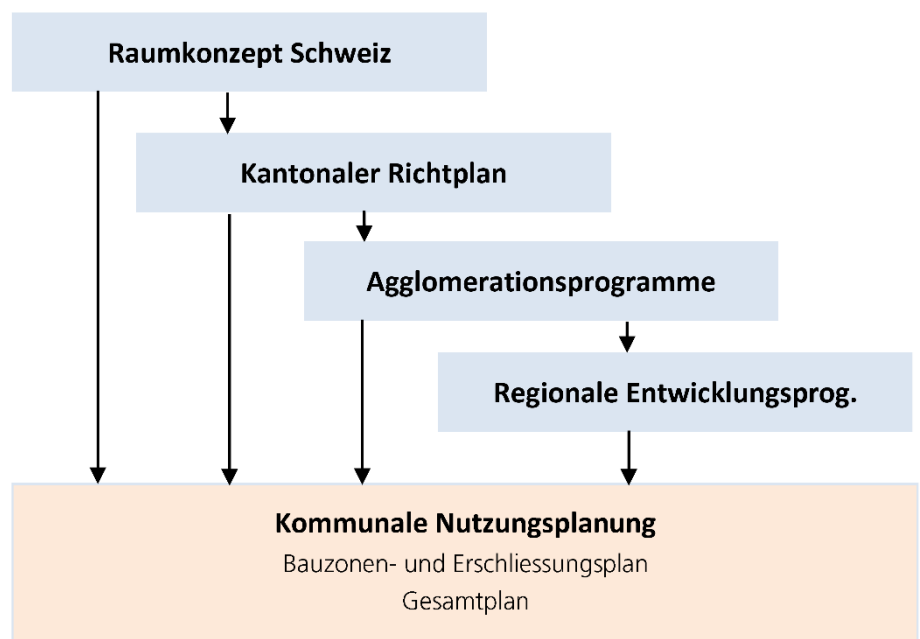 Raumkonzept Schweiz
Kantonaler Richtplan
Agglomerationsprogramme
Regionale Entwicklungsprog.
Kommunale Nutzungsplanung
Bauzonen- und Erschliessungsplan
Gesamtplan